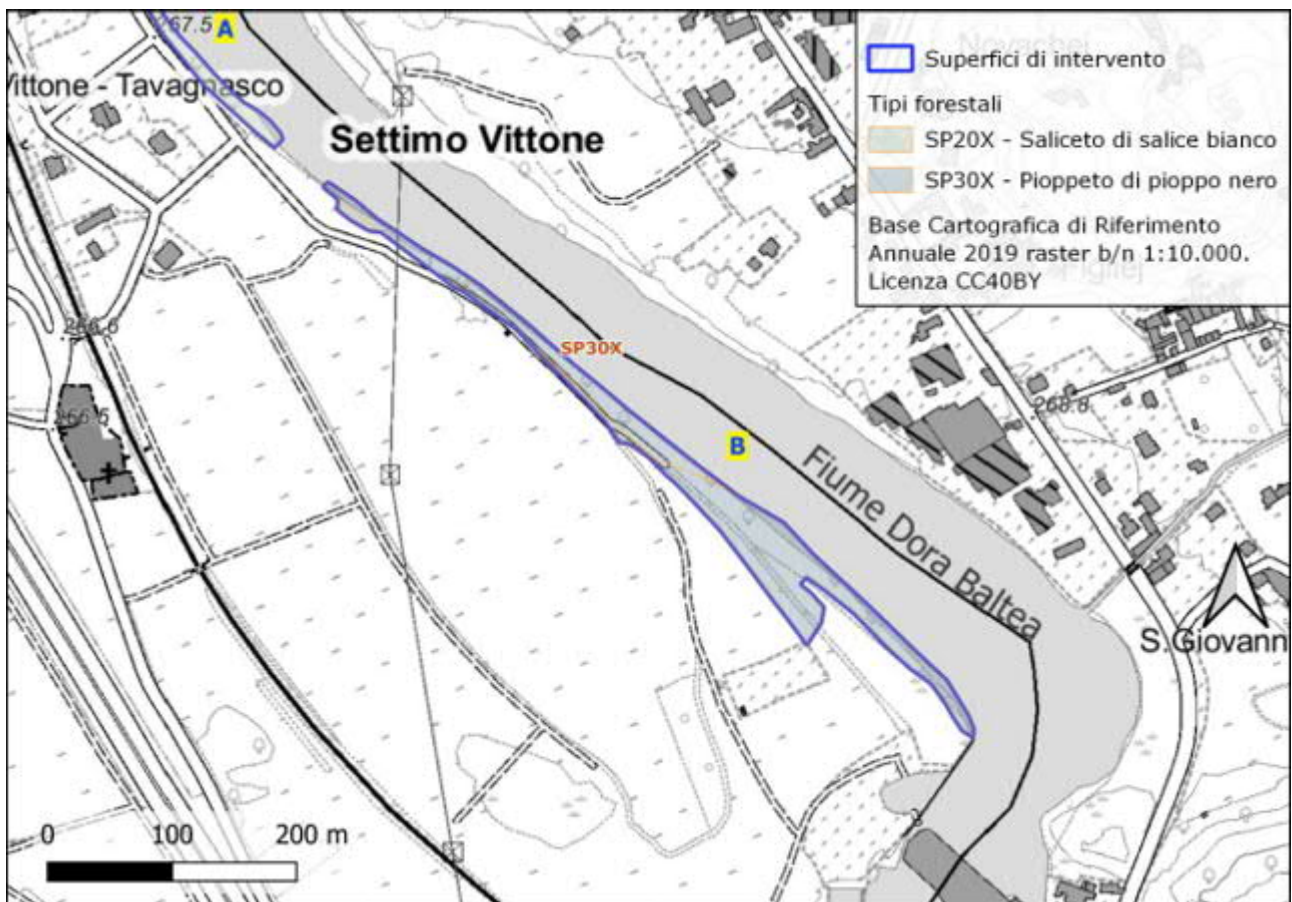 267.5
A
Vittone - Tavagnasco
Settimo Vittone
Superfici di intervento
Tipi forestali
SP20X - Saliceto di salice bianco
SP30X - Pioppeto di pioppo nero
Base Cartografica di Riferimento
Annuale 2019 raster b/n 1:10.000.
Licenza CC40BY
SP30X
266.5
268.8
B
Fiume Dora Baltea
S.Giovann
0 100 200 m